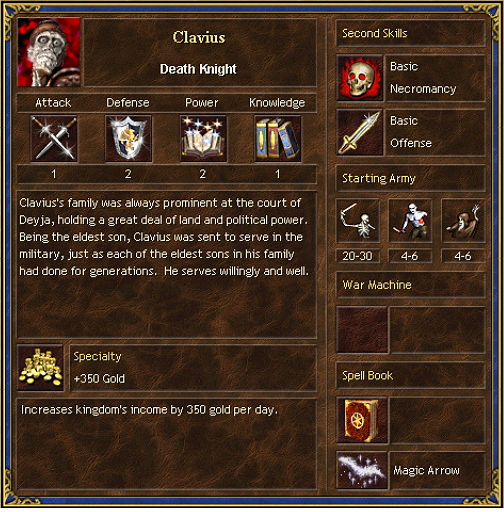 Clavius
Death Knight
Attack Defense Power Knowledge
1 2 2 1
Clavius's family was always prominent at the court of
Deyja, holding a great deal of land and political power.
Being the eldest son, Clavius was sent to serve in the
military, just as each of the eldest sons in his family
had done for generations. He serves willingly and well.
Specialty
+350 Gold
Increases kingdom's income by 350 gold per day.
Second Skills
Basic
Necromancy
Basic
Offense
Starting Army
20-30 4-6 4-6
War Machine
Spell Book
Magic Arrow